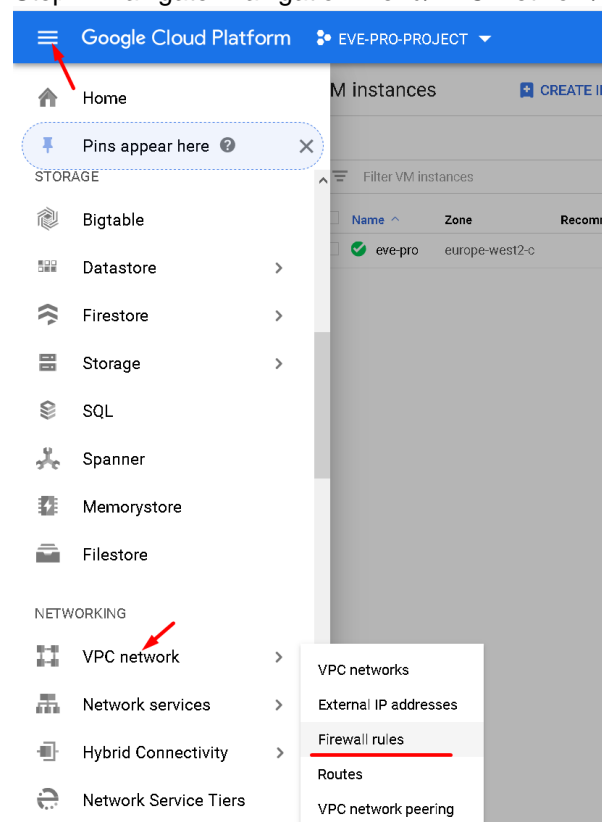 Google Cloud Platform EVE-PRO-PROJECT
Home
M instances CREATE
Pins appear here
STORAGE
Filter VM instances
Bigtable
Name Zone
eve-pro europe-west2-c
Datastore
Firestore
Storage
SQL
Spanner
Memorystore
Filestore
NETWORKING
VPC network
VPC networks
Network services
External IP addresses
Firewall rules
Hybrid Connectivity
Routes
Network Service Tiers
VPC network peering